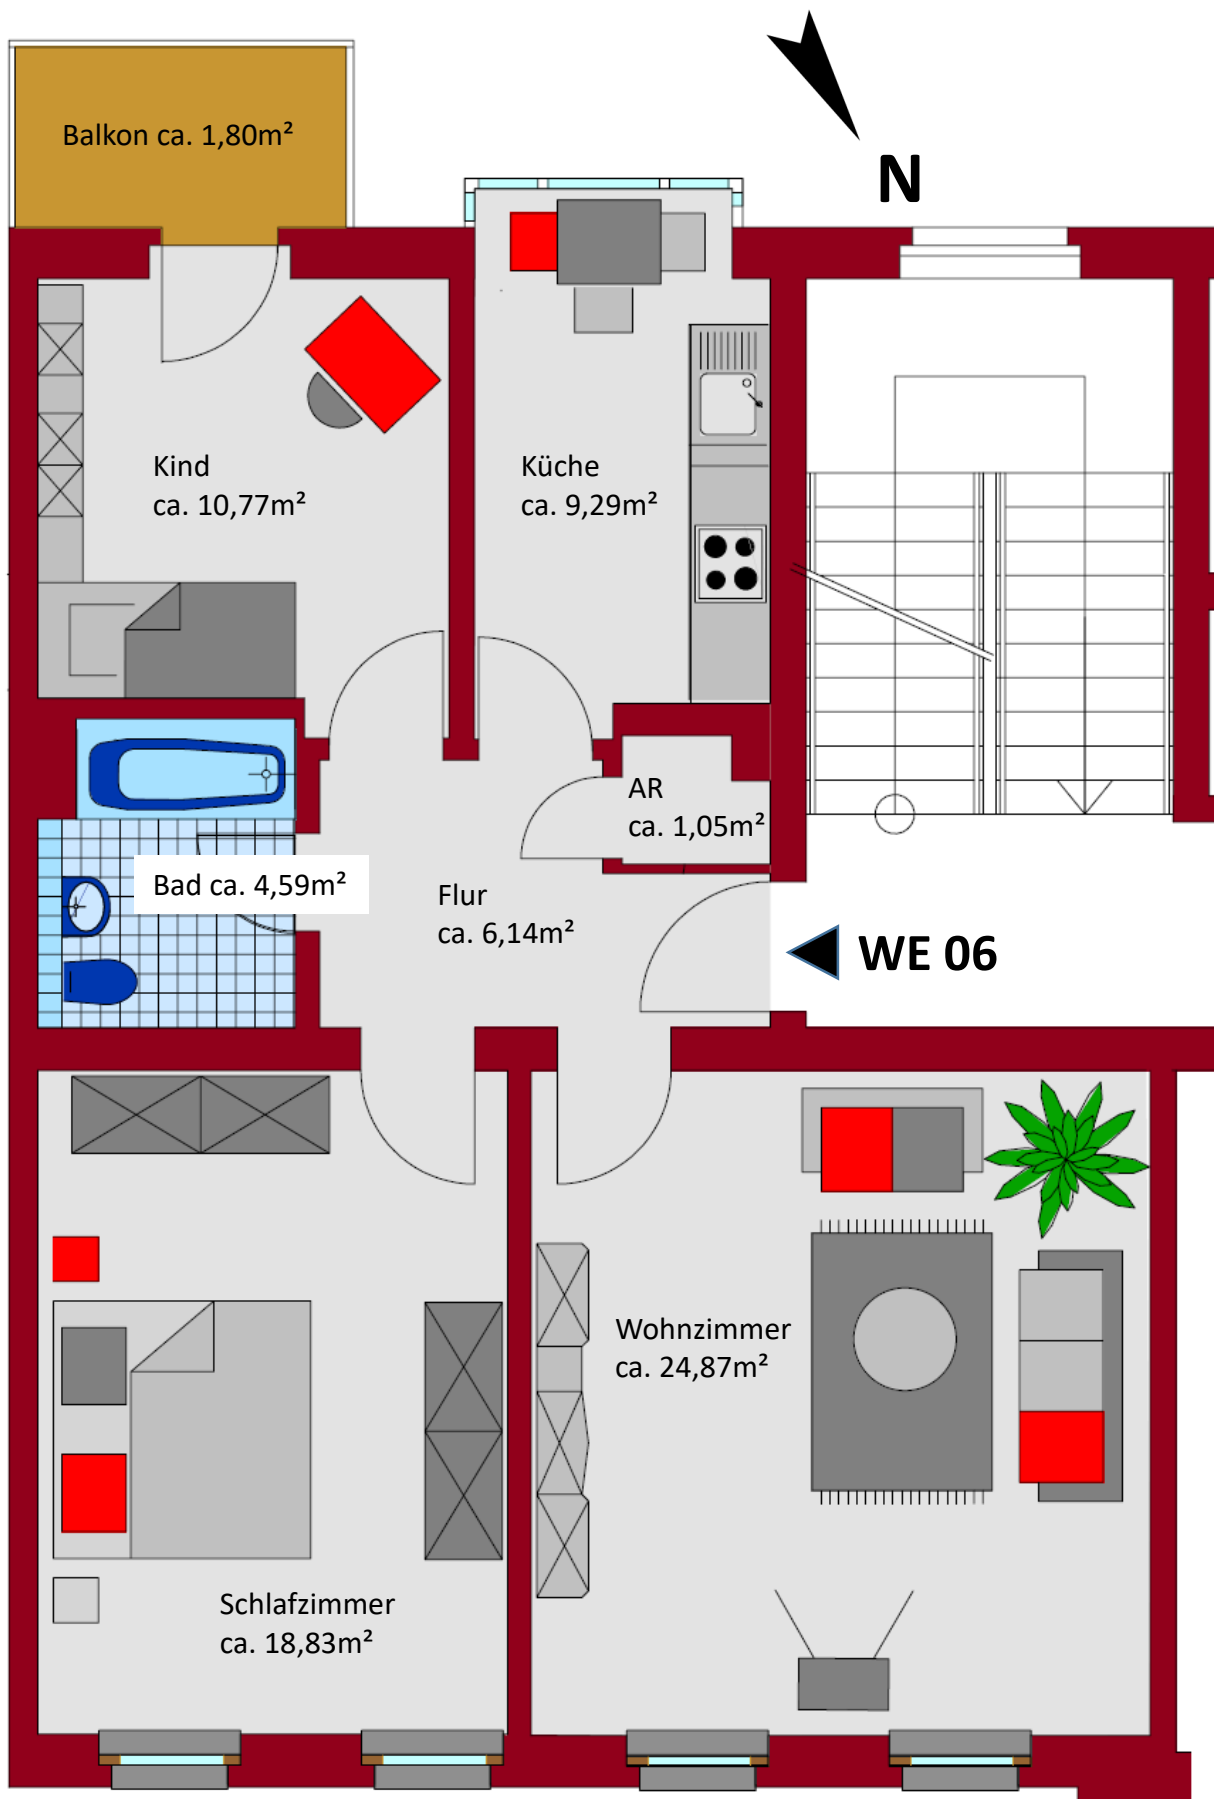 Balkon ca. 1,80m²
N
Kind
ca. 10,77m²
Küche
ca. 9,29m²
AR
ca. 1,05m²
Bad ca. 4,59m²
Flur
ca. 6,14m²
WE 06
Wohnzimmer
ca. 24,87m²
Schlafzimmer
ca. 18,83m²